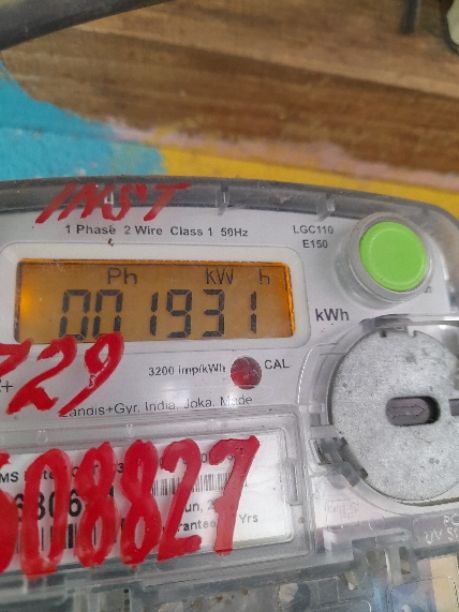 INST
1 Phase 2 Wire Class 1 50Hz
LGC110
E150
Ph kW h
001931
kWh
729
3200 imp/kWh
CAL
Landis+Gyr. India. Joka. Made
608827
Yrs